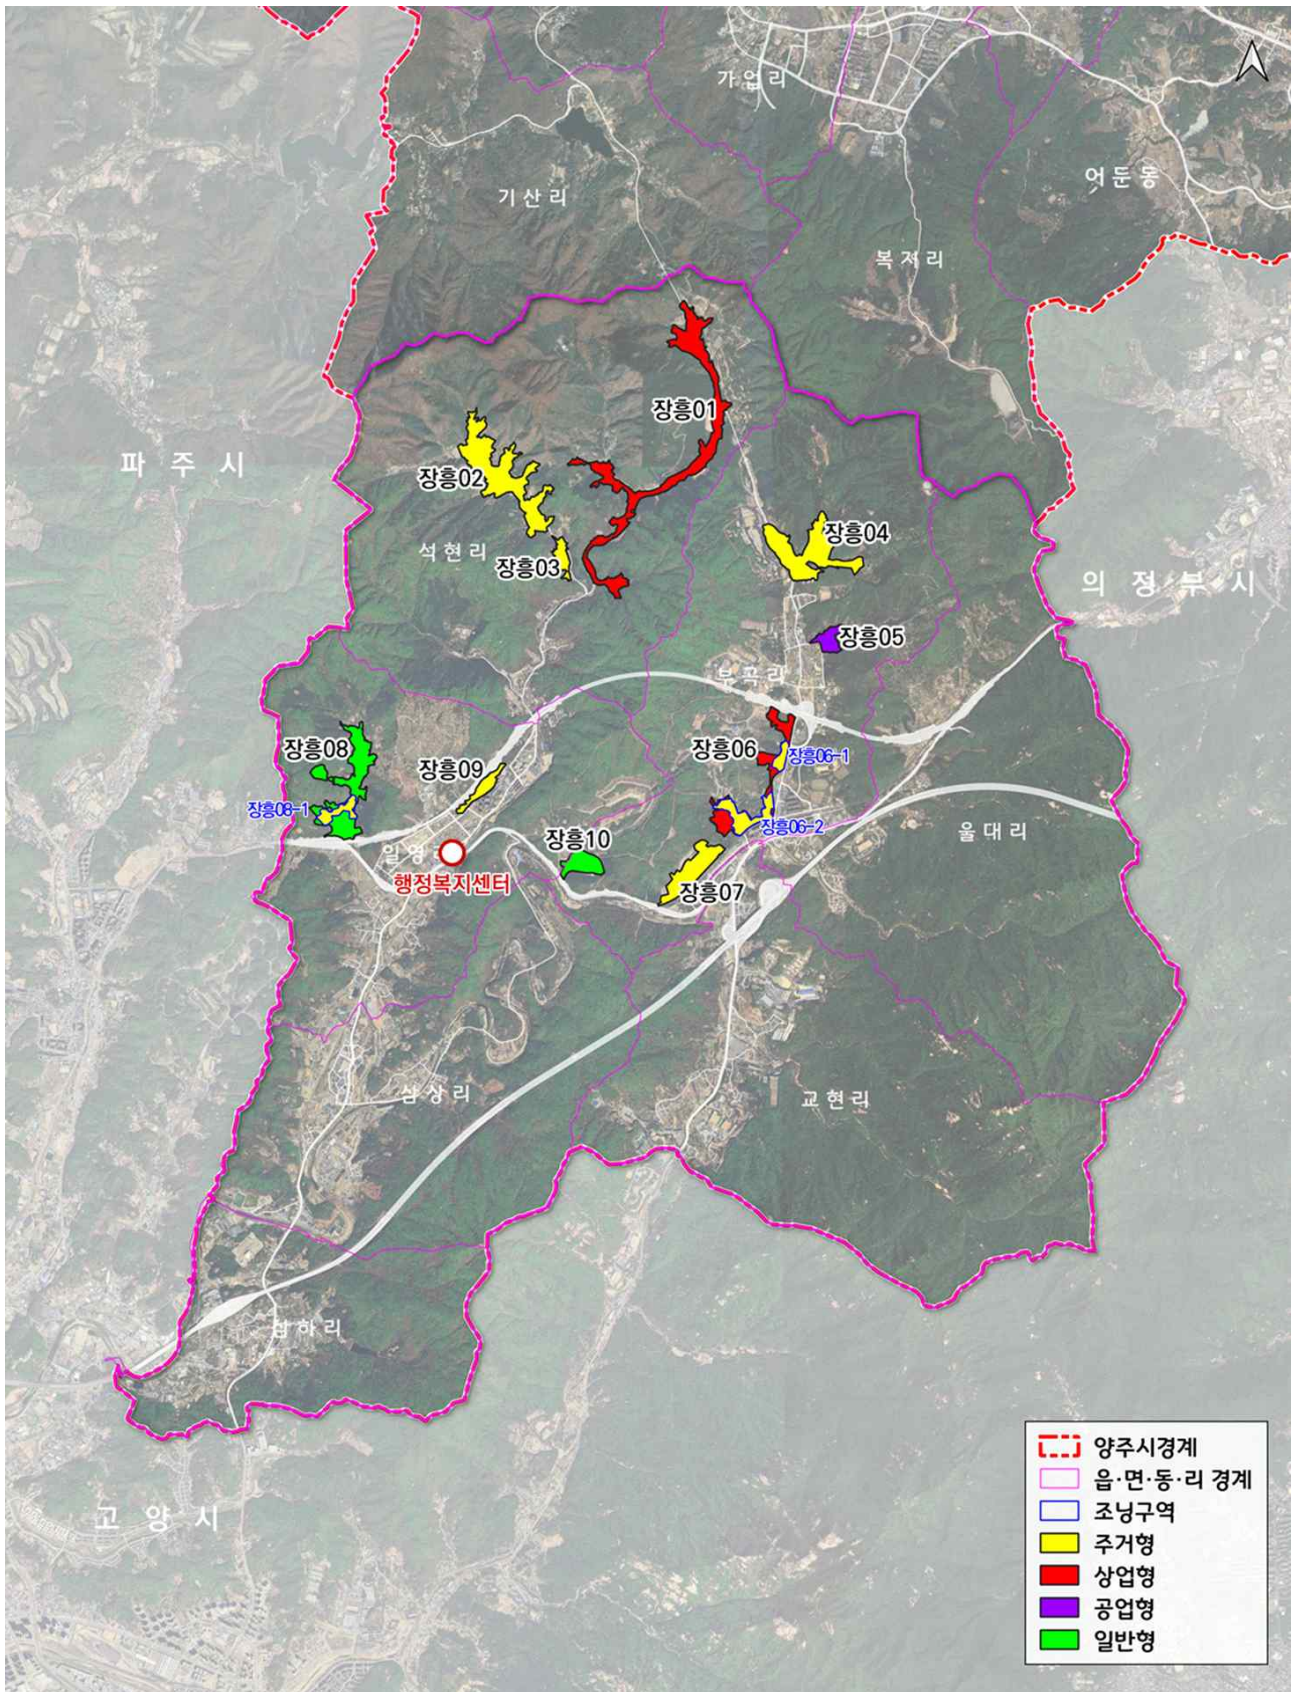 가업리
어둔동
기산리
복지리
장흥01
파 주 시
장흥02
장흥04
석현리
장흥03
의 정 부 시
장흥05
부곡리
장흥08
장흥06
장흥06-1
장흥09
장흥08-1
장흥06-2
울대리
장흥10
일영리
행정복지센터
장흥07
삼상리
교현리
삼하리
고 양 시
양주시경계
읍·면·동·리 경계
조닝구역
주거형
상업형
공업형
일반형